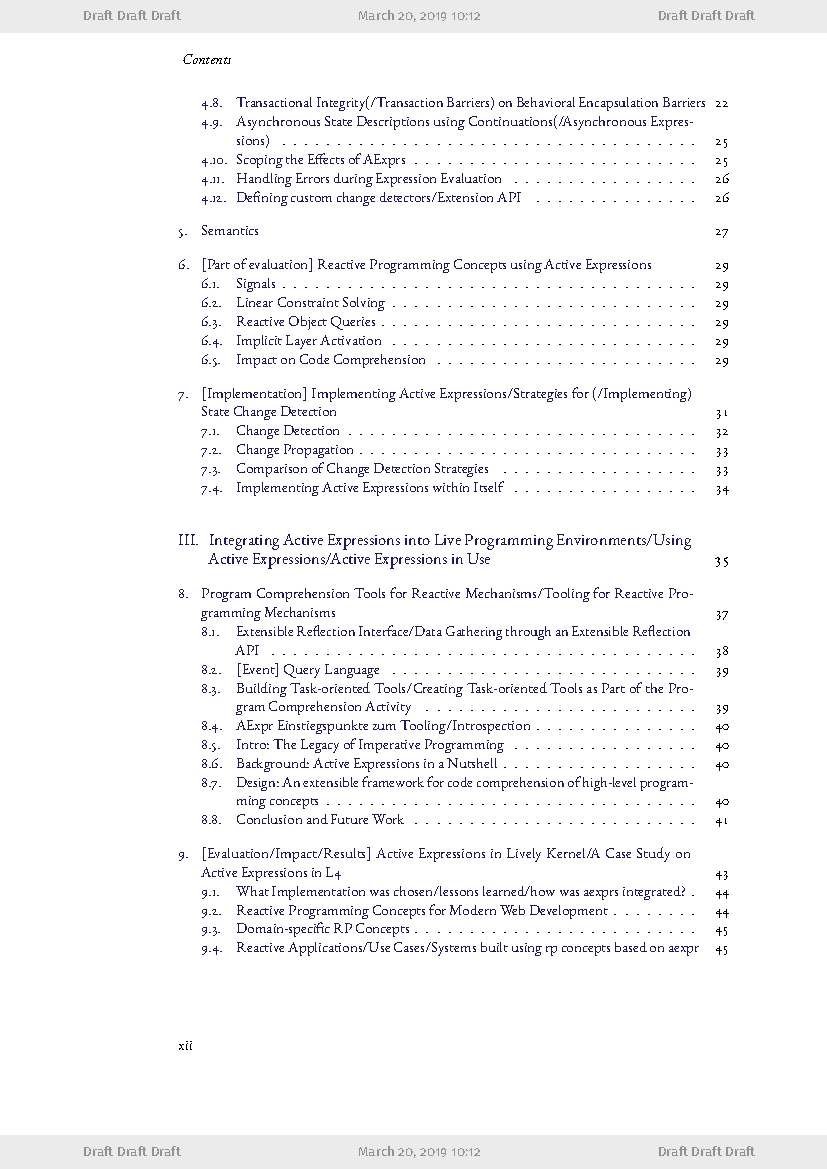 Draft Draft Draft March 20, 2019 10:12 Draft Draft Draft
Contents
4.8. Transactional Integrity(/Transaction Barriers) on Behavioral Encapsulation Barriers 22
4.9. Asynchronous State Descriptions using Continuations(/Asynchronous Expres-
sions) . . . . . . . . . . . . . . . . . . . . . . . . . . . . . . . . . . . . . . 25
4.10. Scoping the Effects of AExprs . . . . . . . . . . . . . . . . . . . . . . . . . . 25
4.11. Handling Errors during Expression Evaluation . . . . . . . . . . . . . . . . . 26
4.12. Defining custom change detectors/Extension API . . . . . . . . . . . . . . . 26
5. Semantics 27
6. [Part of evaluation] Reactive Programming Concepts using Active Expressions 29
6.1. Signals . . . . . . . . . . . . . . . . . . . . . . . . . . . . . . . . . . . . . . 29
6.2. Linear Constraint Solving . . . . . . . . . . . . . . . . . . . . . . . . . . . . 29
6.3. Reactive Object Queries . . . . . . . . . . . . . . . . . . . . . . . . . . . . . 29
6.4. Implicit Layer Activation . . . . . . . . . . . . . . . . . . . . . . . . . . . . 29
6.5. Impact on Code Comprehension . . . . . . . . . . . . . . . . . . . . . . . . 29
7. [Implementation] Implementing Active Expressions/Strategies for (/Implementing)
State Change Detection 31
7.1. Change Detection . . . . . . . . . . . . . . . . . . . . . . . . . . . . . . . . 32
7.2. Change Propagation . . . . . . . . . . . . . . . . . . . . . . . . . . . . . . . 33
7.3. Comparison of Change Detection Strategies . . . . . . . . . . . . . . . . . . 33
7.4. Implementing Active Expressions within Itself . . . . . . . . . . . . . . . . . 34
III. Integrating Active Expressions into Live Programming Environments/Using
Active Expressions/Active Expressions in Use 35
8. Program Comprehension Tools for Reactive Mechanisms/Tooling for Reactive Pro-
gramming Mechanisms 37
8.1. Extensible Reflection Interface/Data Gathering through an Extensible Reflection
API . . . . . . . . . . . . . . . . . . . . . . . . . . . . . . . . . . . . . . . 38
8.2. [Event] Query Language . . . . . . . . . . . . . . . . . . . . . . . . . . . . 39
8.3. Building Task-oriented Tools/Creating Task-oriented Tools as Part of the Pro-
gram Comprehension Activity . . . . . . . . . . . . . . . . . . . . . . . . . 39
8.4. AExpr Einstiegspunkte zum Tooling/Introspection . . . . . . . . . . . . . . . 40
8.5. Intro: The Legacy of Imperative Programming . . . . . . . . . . . . . . . . . 40
8.6. Background: Active Expressions in a Nutshell . . . . . . . . . . . . . . . . . . 40
8.7. Design: An extensible framework for code comprehension of high-level program-
ming concepts . . . . . . . . . . . . . . . . . . . . . . . . . . . . . . . . . . 40
8.8. Conclusion and Future Work . . . . . . . . . . . . . . . . . . . . . . . . . . 41
9. [Evaluation/Impact/Results] Active Expressions in Lively Kernel/A Case Study on
Active Expressions in L4 43
9.1. What Implementation was chosen/lessons learned/how was aexprs integrated? . 44
9.2. Reactive Programming Concepts for Modern Web Development . . . . . . . . 44
9.3. Domain-specific RP Concepts . . . . . . . . . . . . . . . . . . . . . . . . . . 45
9.4. Reactive Applications/Use Cases/Systems built using rp concepts based on aexpr 45
xii
Draft Draft Draft March 20, 2019 10:12 Draft Draft Draft